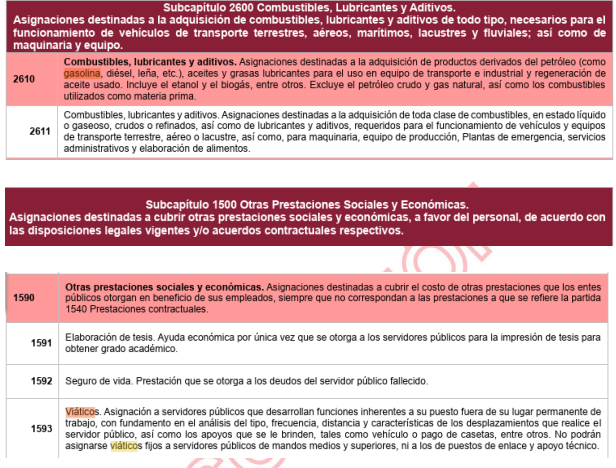 Subcapítulo 2600 Combustibles, Lubricantes y Aditivos.
Asignaciones destinadas a la adquisición de combustibles, lubricantes y aditivos de todo tipo, necesarios para el
funcionamiento de vehículos de transporte terrestres, aéreos, marítimos, lacustres y fluviales; así como de
maquinaria y equipo.
2610
Combustibles, lubricantes y aditivos. Asignaciones destinadas a la adquisición de productos derivados del petróleo (como
gasolina, diésel, leña, etc.), aceites y grasas lubricantes para el uso en equipo de transporte e industrial y regeneración de
aceite usado. Incluye el etanol y el biogás, entre otros. Excluye el petróleo crudo y gas natural, así como los combustibles
utilizados como materia prima.
2611
Combustibles, lubricantes y aditivos. Asignaciones destinadas a la adquisición de toda clase de combustibles, en estado líquido
o gaseoso, crudos o refinados, así como de lubricantes y aditivos, requeridos para el funcionamiento de vehículos y equipos
de transporte terrestre, aéreo o lacustre, así como, para maquinaria, equipo de producción, Plantas de emergencia, servicios
administrativos y elaboración de alimentos.
Subcapítulo 1500 Otras Prestaciones Sociales y Económicas.
Asignaciones destinadas a cubrir otras prestaciones sociales y económicas, a favor del personal, de acuerdo con
las disposiciones legales vigentes y/o acuerdos contractuales respectivos.
1590
Otras prestaciones sociales y económicas. Asignaciones destinadas a cubrir el costo de otras prestaciones que los entes
públicos otorgan en beneficio de sus empleados, siempre que no correspondan a las prestaciones a que se refiere la partida
1540 Prestaciones contractuales.
1591
Elaboración de tesis. Ayuda económica por única vez que se otorga a los servidores públicos para la impresión de tesis para
obtener grado académico.
1592
Seguro de vida. Prestación que se otorga a los deudos del servidor público fallecido.
1593
Viáticos. Asignación a servidores públicos que desarrollan funciones inherentes a su puesto fuera de su lugar permanente de
trabajo, con fundamento en el análisis del tipo, frecuencia, distancia y características de los desplazamientos que realice el
servidor público, así como los apoyos que se le brinden, tales como vehículo o pago de casetas, entre otros. No podrán
asignarse viáticos fijos a servidores públicos de mandos medios y superiores, ni a los de puestos de enlace y apoyo técnico.